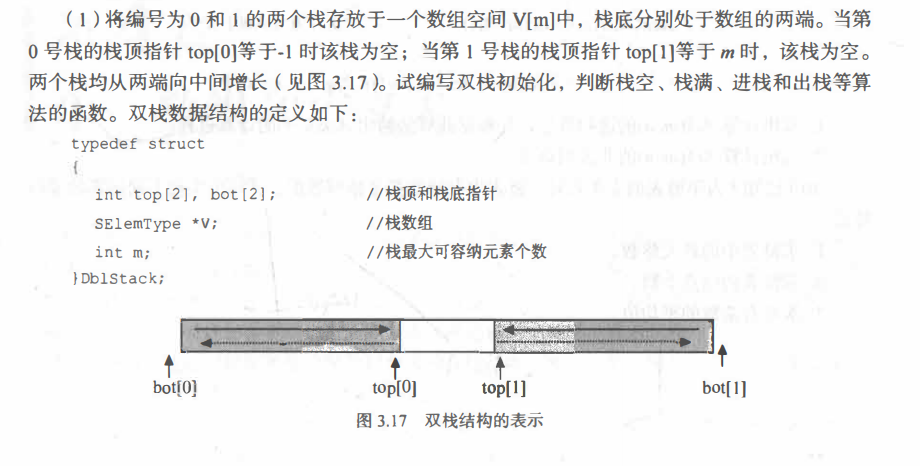 （1）将编号为 0 和 1 的两个栈存放于一个数组空间 V[m]中，栈底分别处于数组的两端。当第
0 号栈的栈顶指针 top[0]等于-1 时该栈为空；当第 1 号栈的栈顶指针 top[1]等于 m 时，该栈为空。
两个栈均从两端向中间增长（见图 3.17）。试编写双栈初始化，判断栈空、栈满、进栈和出栈等算
法的函数。双栈数据结构的定义如下：
typedef struct
{
int top[2], bot[2]; //栈顶和栈底指针
SElemType *V; //栈数组
int m; //栈最大可容纳元素个数
}DblStack;
bot[0] top[0] top[1] bot[1]
图 3.17 双栈结构的表示